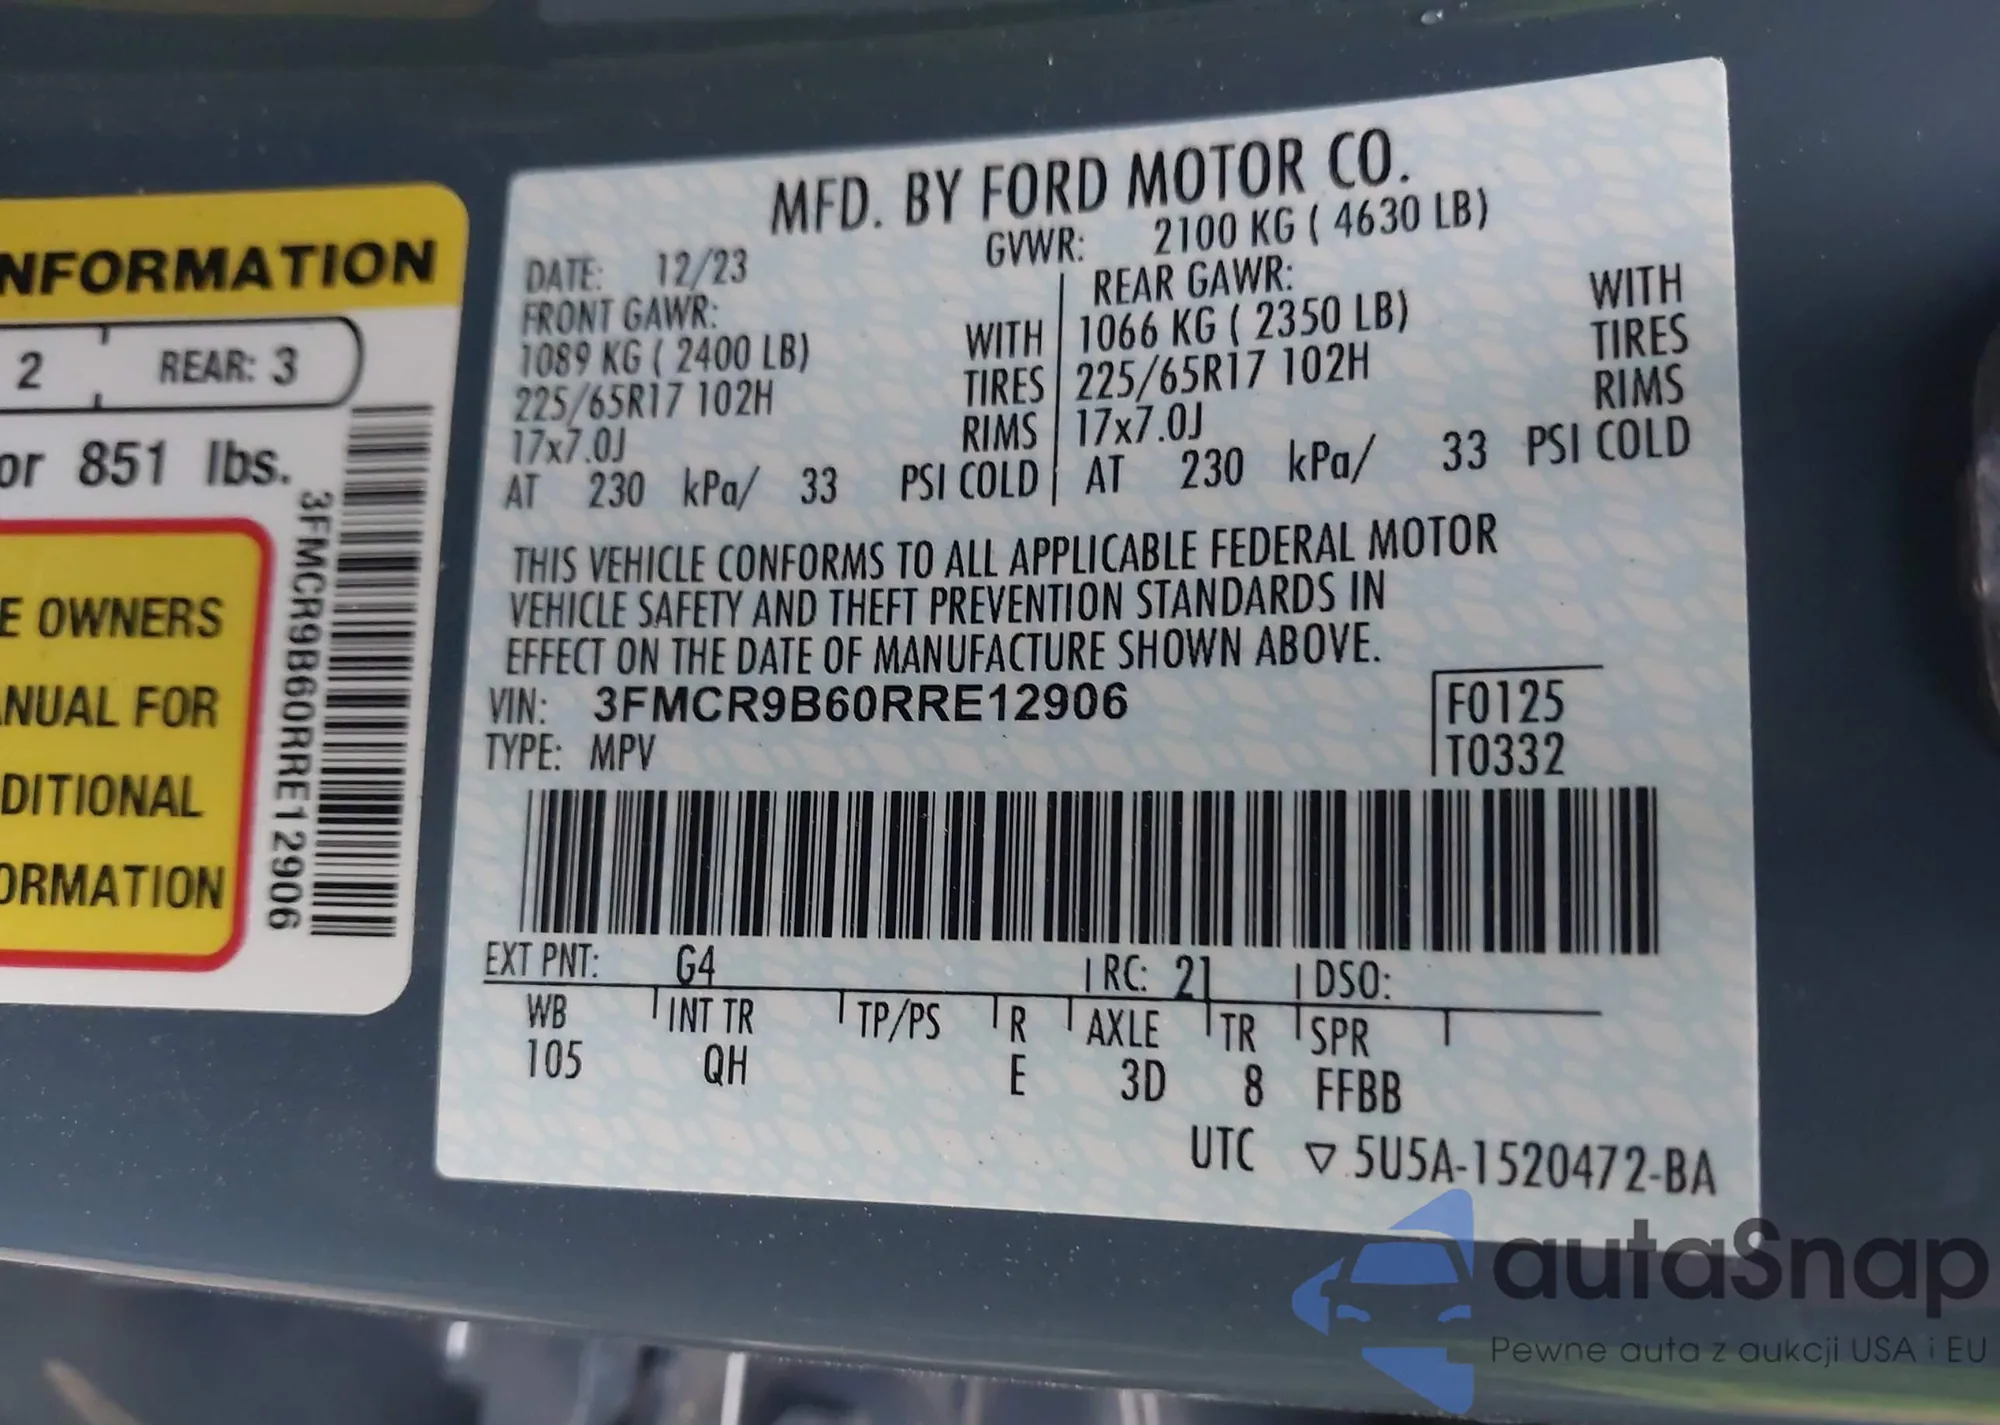 NFORMATION
2 REAR: 3
or 851 lbs.
E OWNERS
NUAL FOR
DITIONAL
ORMATION
3FMCR9B60RRE12906
MFD. BY FORD MOTOR CO.
DATE: 12/23 GVWR: 2100 KG ( 4630 LB)
FRONT GAWR: REAR GAWR:
1089 KG ( 2400 LB) WITH 1066 KG ( 2350 LB) WITH
225/65R17 102H TIRES 225/65R17 102H TIRES
17x7.0J RIMS 17x7.0J RIMS
AT 230 kPa/ 33 PSI COLD AT 230 kPa/ 33 PSI COLD
THIS VEHICLE CONFORMS TO ALL APPLICABLE FEDERAL MOTOR
VEHICLE SAFETY AND THEFT PREVENTION STANDARDS IN
EFFECT ON THE DATE OF MANUFACTURE SHOWN ABOVE.
VIN: 3FMCR9B60RRE12906 F0125
TYPE: MPV T0332
EXT PNT: G4 RC: 21 DSO:
WB INT TR TP/PS R AXLE TR SPR
105 QH E 3D 8 FFBB
UTC ▽ 5U5A-1520472-BA
autaSnap
Pewne auta z aukcji USA i EU